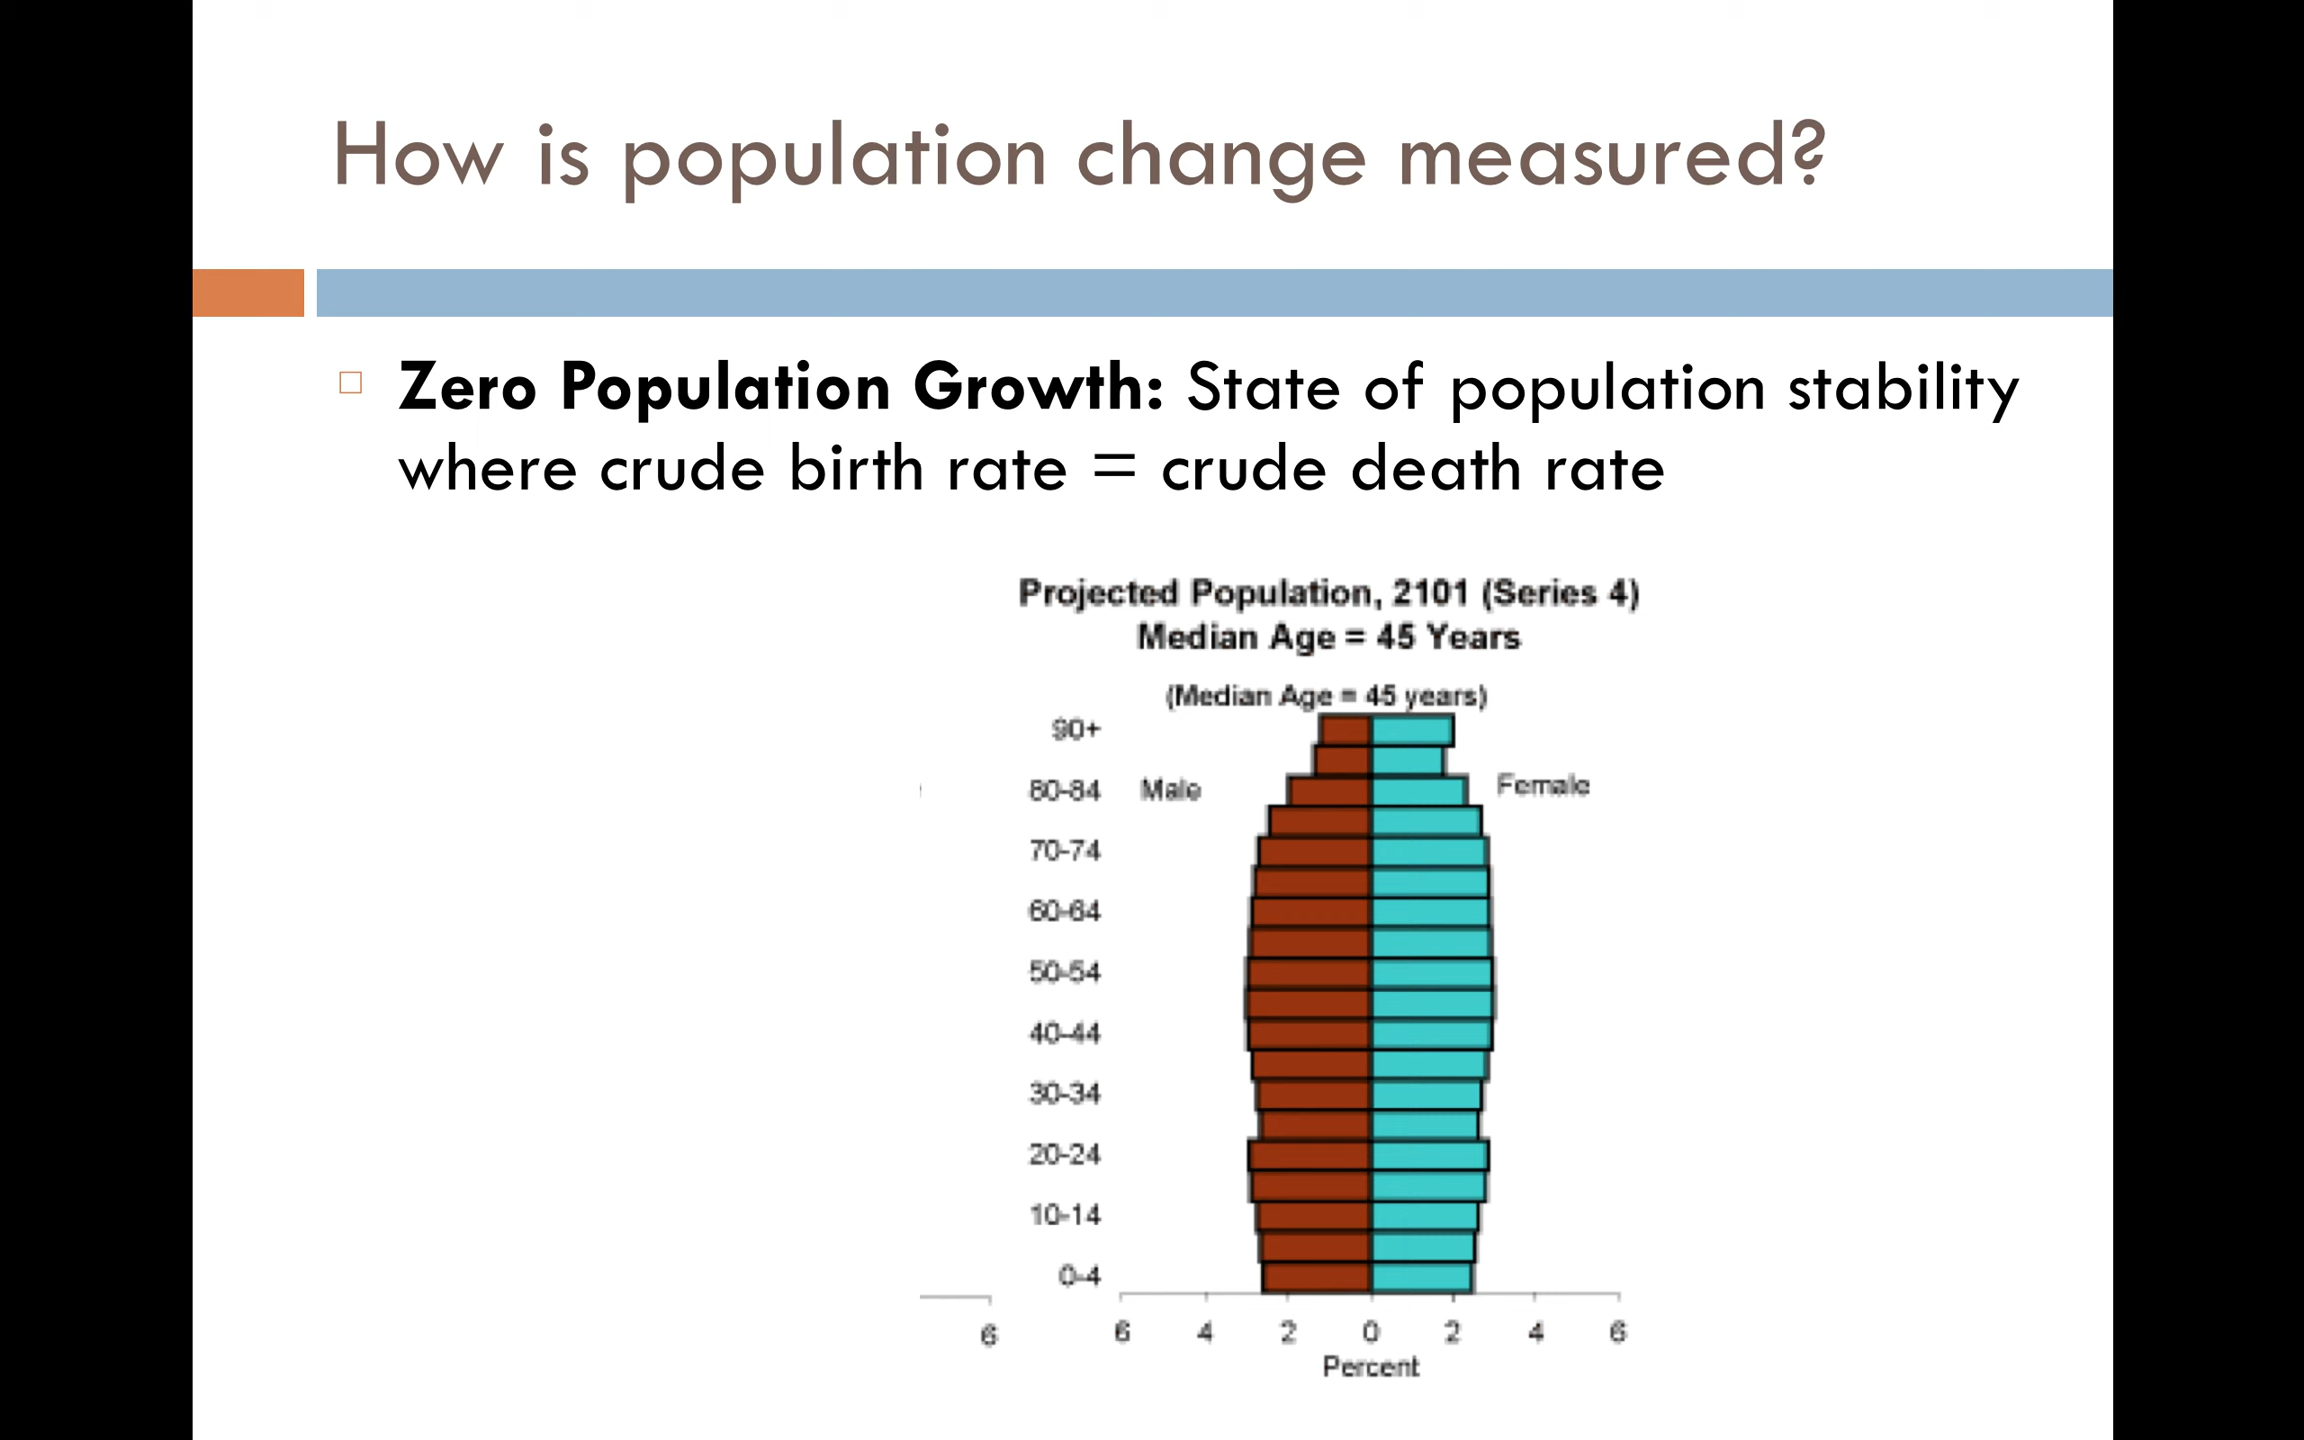 How is population change measured?
Zero Population Growth: State of population stability
where crude birth rate = crude death rate
Projected Population, 2101 (Series 4)
Median Age = 45 Years
(Median Age = 45 years)
90+
80-84 Male Female
70-74
60-64
50-54
40-44
30-34
20-24
10-14
0-4
6 6 4 2 0 2 4 6
Percent